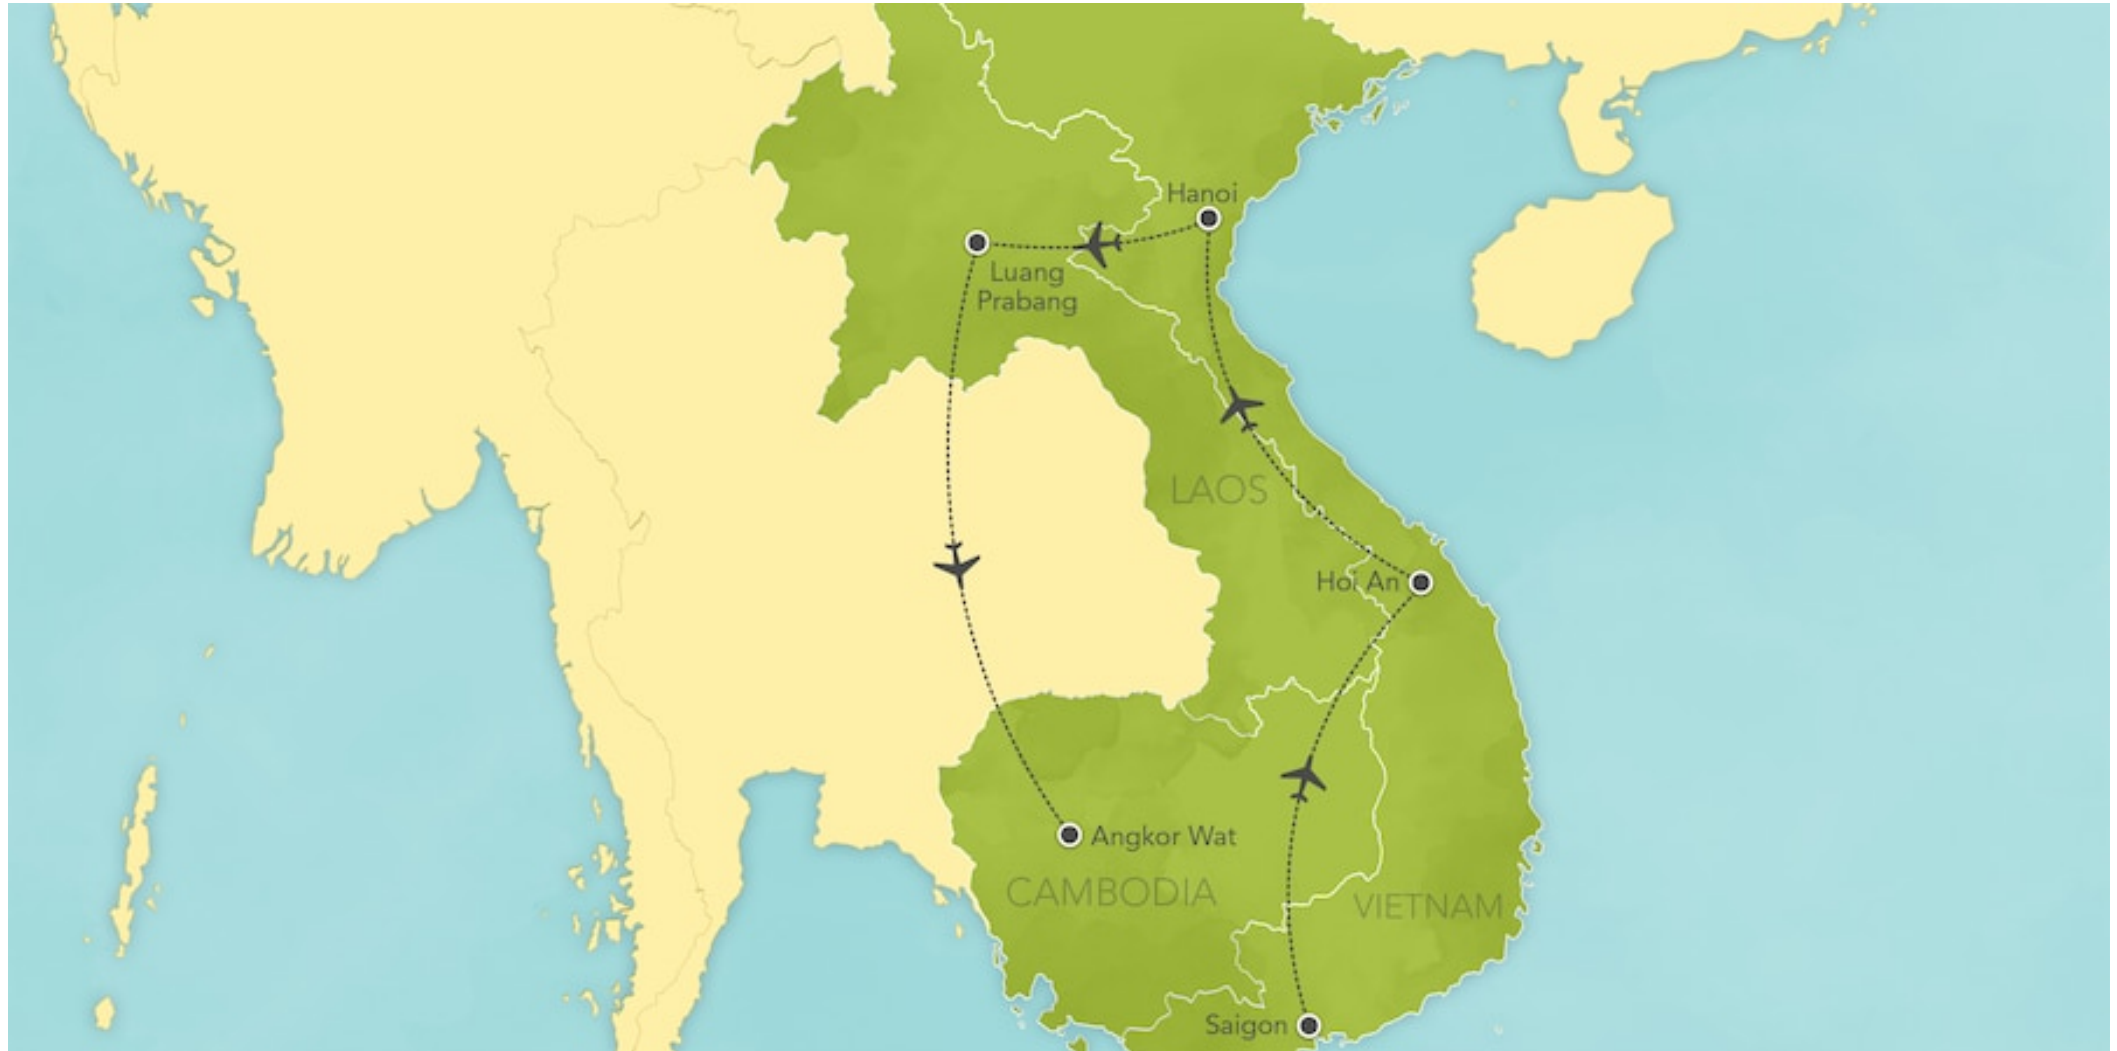 Hanoi
Luang
Prabang
LAOS
Hoi An
Angkor Wat
CAMBODIA
VIETNAM
Saigon